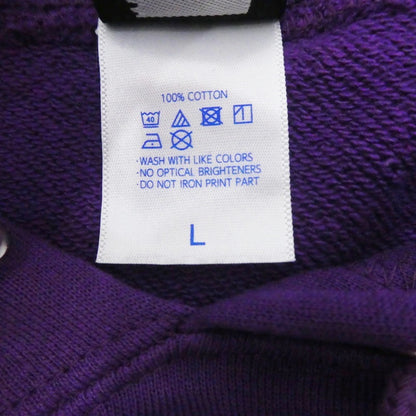 100% COTTON
40
·WASH WITH LIKE COLORS
·NO OPTICAL BRIGHTENERS
·DO NOT IRON PRINT PART
L